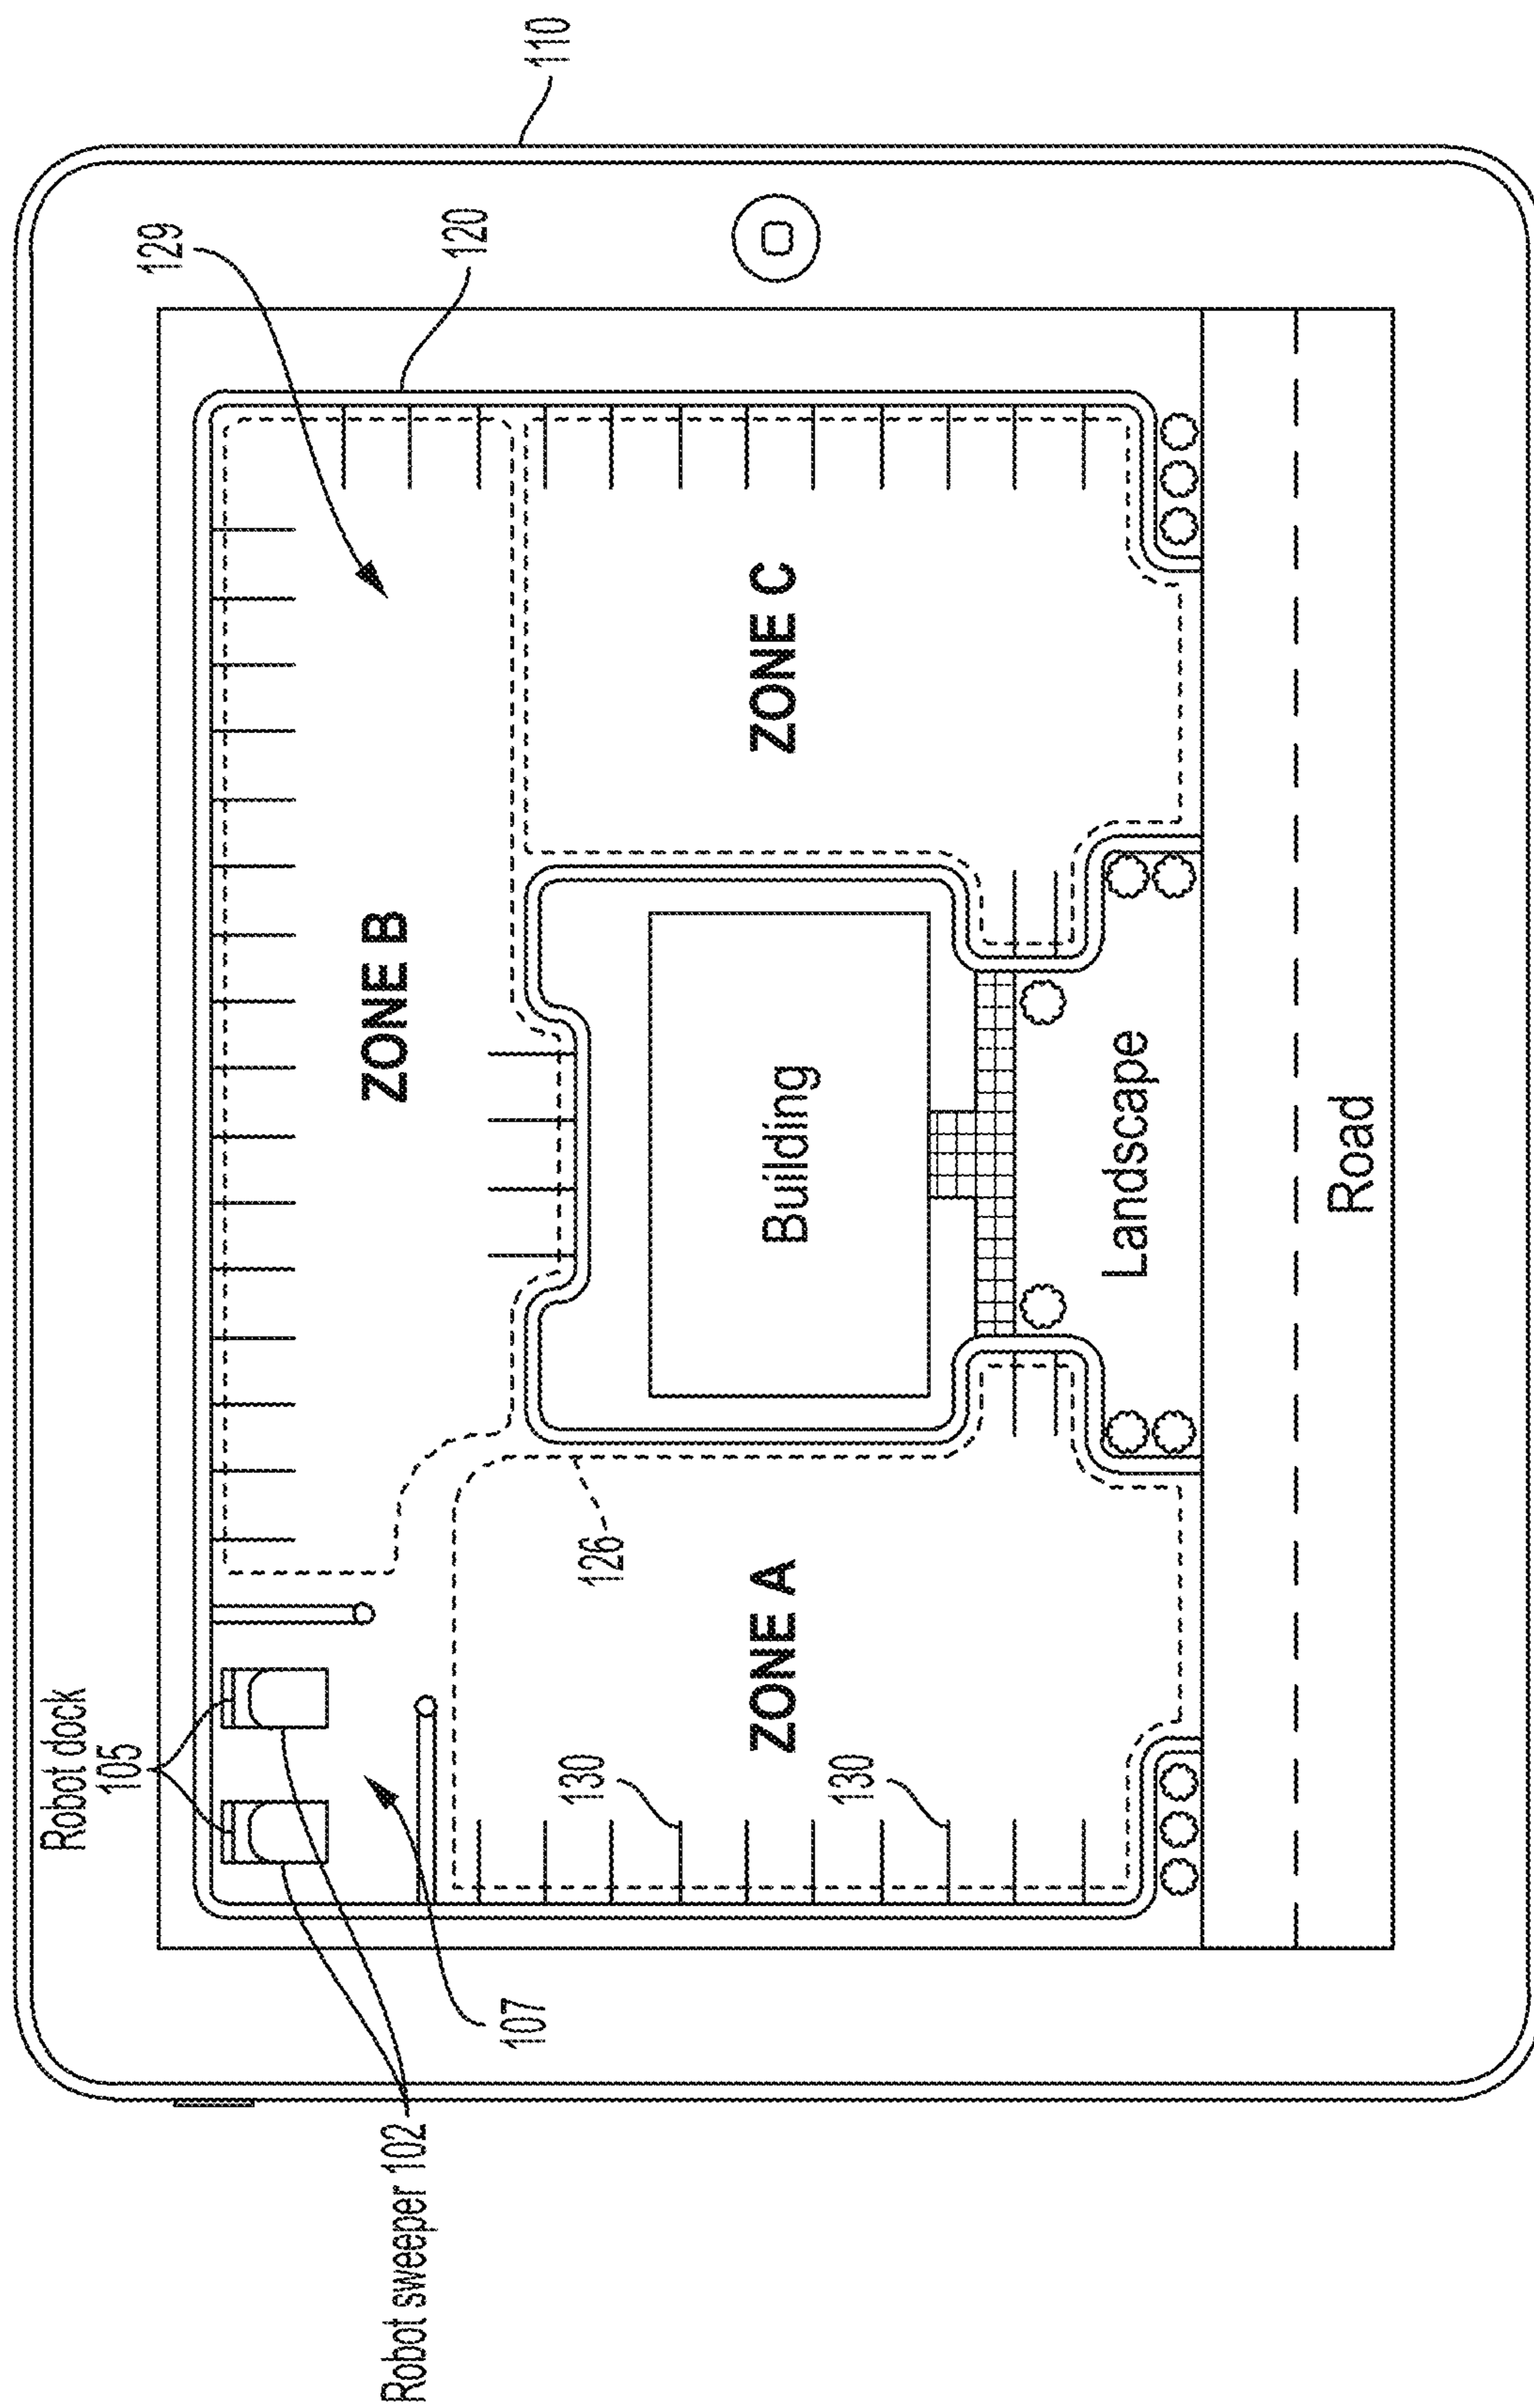 Robot dock
105
Robot sweeper 102
107
129
120
110
ZONE B
126
130
130
ZONE A
Building
ZONE C
Landscape
Road